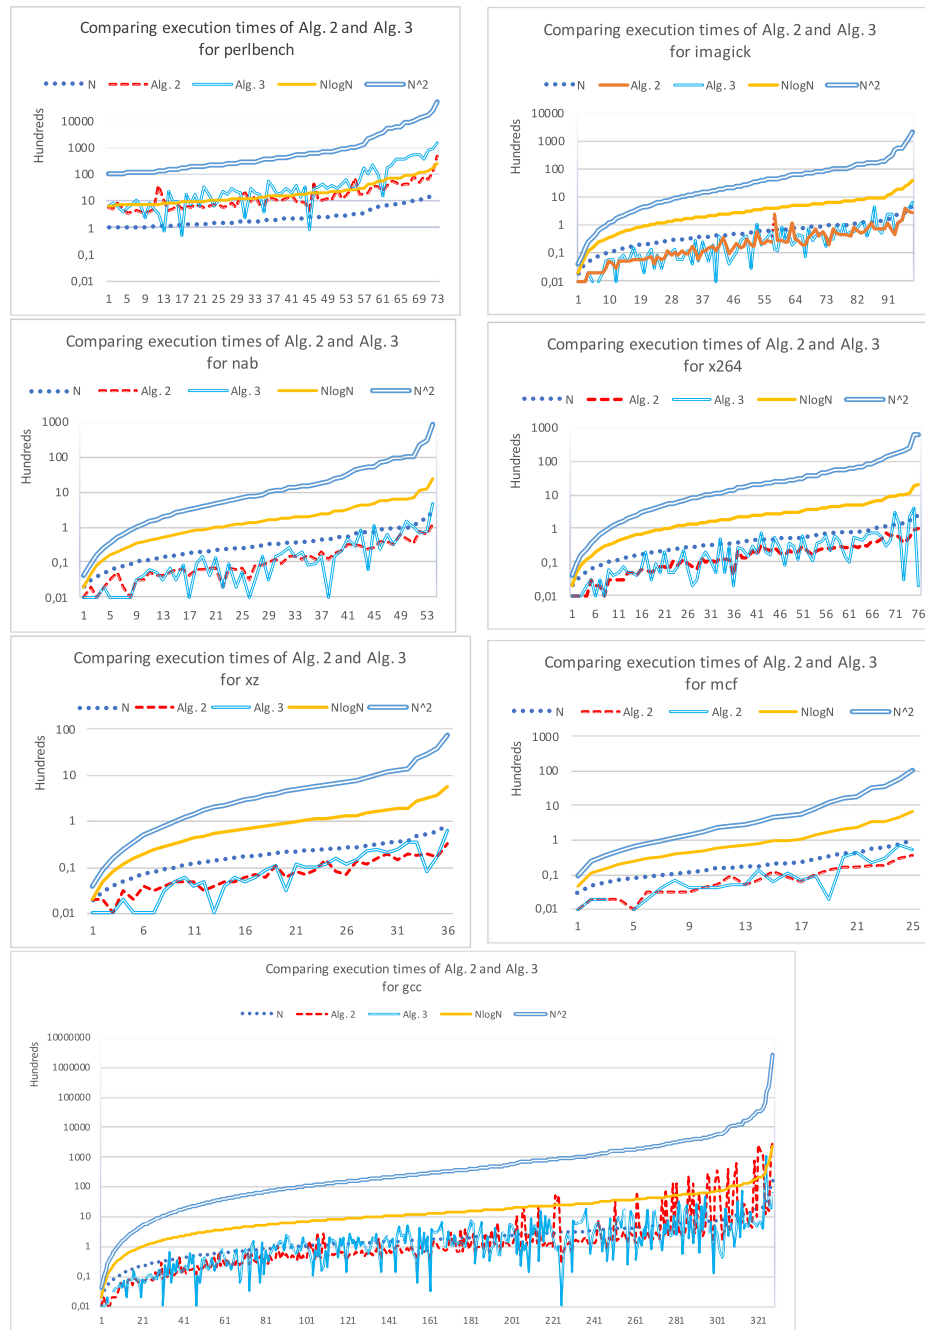 Comparing execution times of Alg. 2 and Alg. 3
for perlbench
N Alg. 2 Alg. 3 NlogN N^2
Hundreds
10000
1000
100
10
1
0,1
0,01
1 5 9 13 17 21 25 29 33 37 41 45 49 53 57 61 65 69 73
Comparing execution times of Alg. 2 and Alg. 3
for imagick
N Alg. 2 Alg. 3 NlogN N^2
Hundreds
10000
1000
100
10
1
0,1
0,01
1 10 19 28 37 46 55 64 73 82 91
Comparing execution times of Alg. 2 and Alg. 3
for nab
N Alg. 2 Alg. 3 NlogN N^2
Hundreds
1000
100
10
1
0,1
0,01
1 5 9 13 17 21 25 29 33 37 41 45 49 53
Comparing execution times of Alg. 2 and Alg. 3
for x264
N Alg. 2 Alg. 3 NlogN N^2
Hundreds
1000
100
10
1
0,1
0,01
1 6 11 16 21 26 31 36 41 46 51 56 61 66 71 76
Comparing execution times of Alg. 2 and Alg. 3
for xz
N Alg. 2 Alg. 3 NlogN N^2
Hundreds
100
10
1
0,1
0,01
1 6 11 16 21 26 31 36
Comparing execution times of Alg. 2 and Alg. 3
for mcf
N Alg. 2 Alg. 2 NlogN N^2
Hundreds
1000
100
10
1
0,1
0,01
1 5 9 13 17 21 25
Comparing execution times of Alg. 2 and Alg. 3
for gcc
N Alg. 2 Alg. 3 NlogN N^2
Hundreds
10000000
1000000
100000
10000
1000
100
10
1
0,1
0,01
1 21 41 61 81 101 121 141 161 181 201 221 241 261 281 301 321